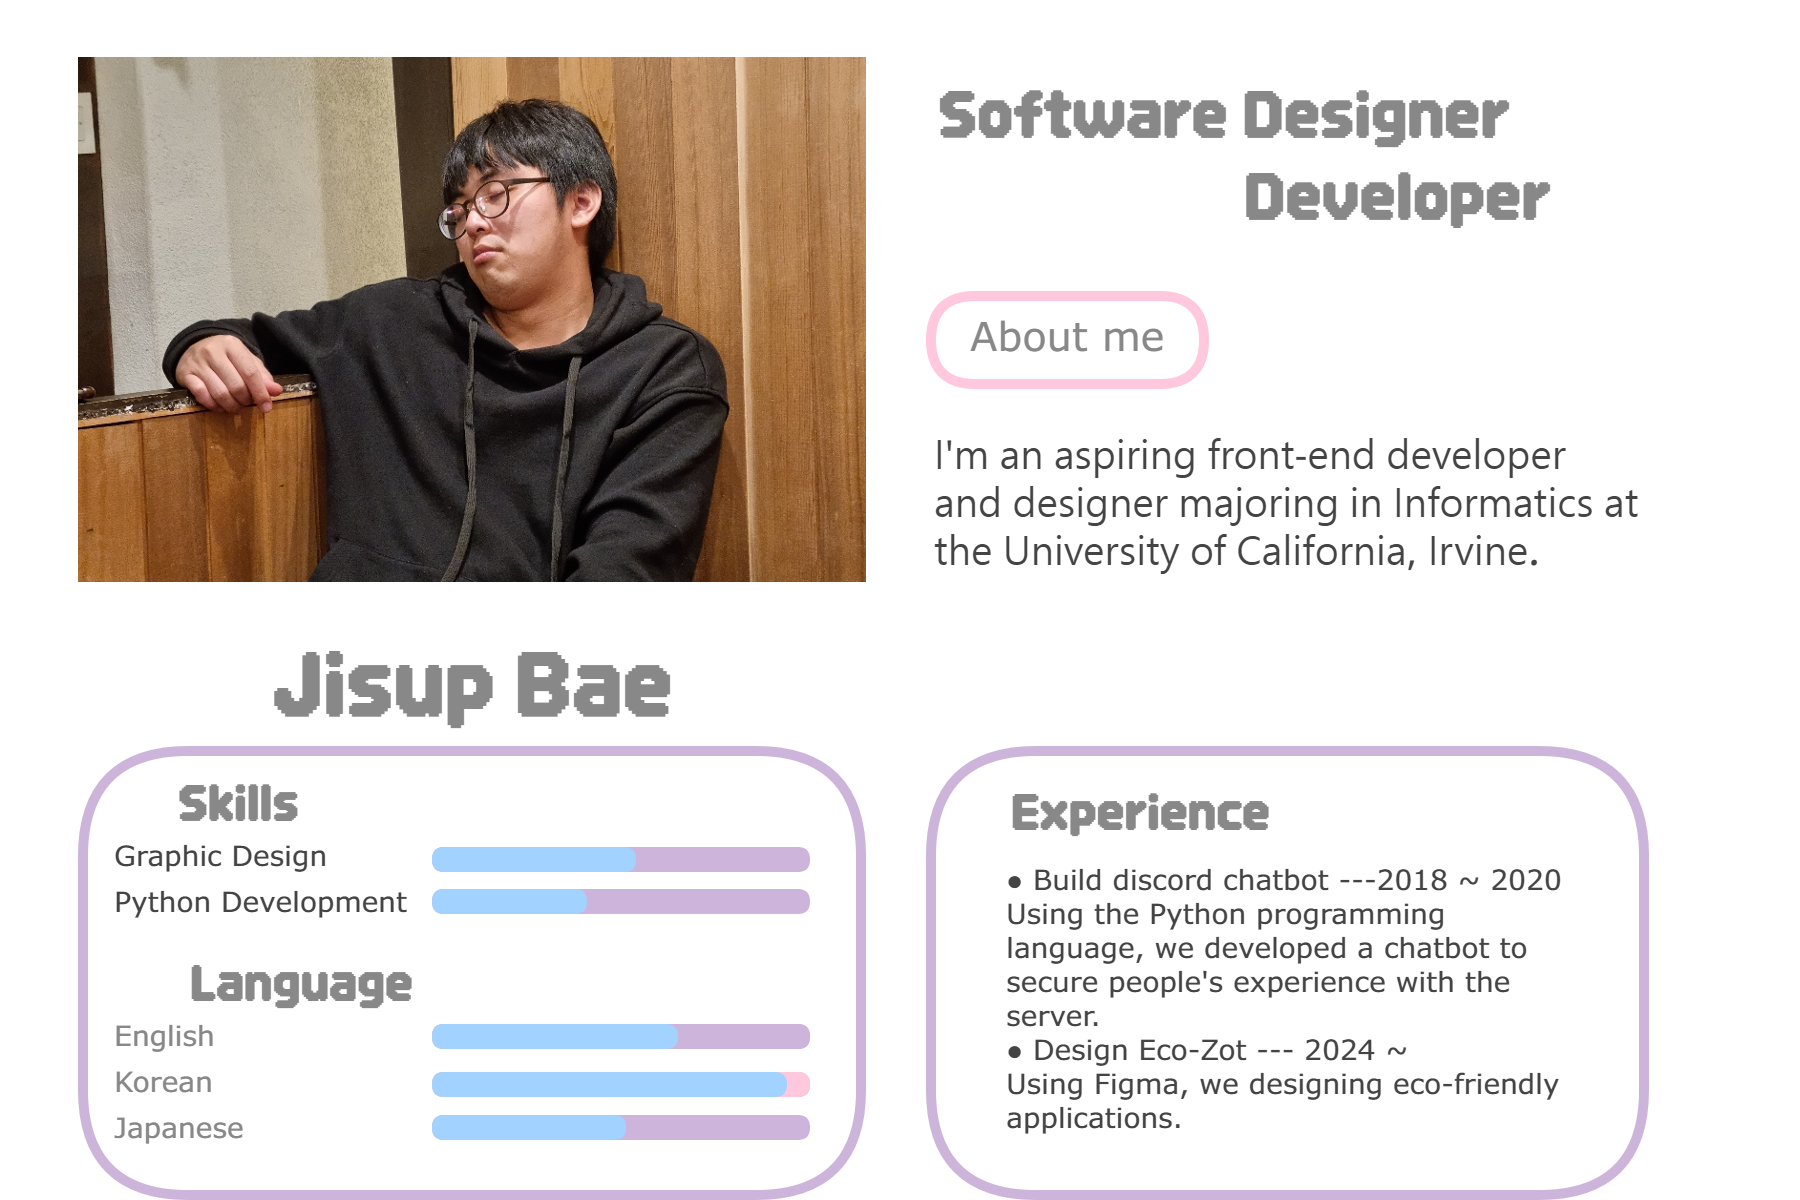 Software Designer
Developer
About me
I'm an aspiring front-end developer
and designer majoring in Informatics at
the University of California, Irvine.
Jisup Bae
Skills
Graphic Design
Python Development
Language
English
Korean
Japanese
Experience
● Build discord chatbot ---2018 ~ 2020
Using the Python programming
language, we developed a chatbot to
secure people's experience with the
server.
● Design Eco-Zot --- 2024 ~
Using Figma, we designing eco-friendly
applications.